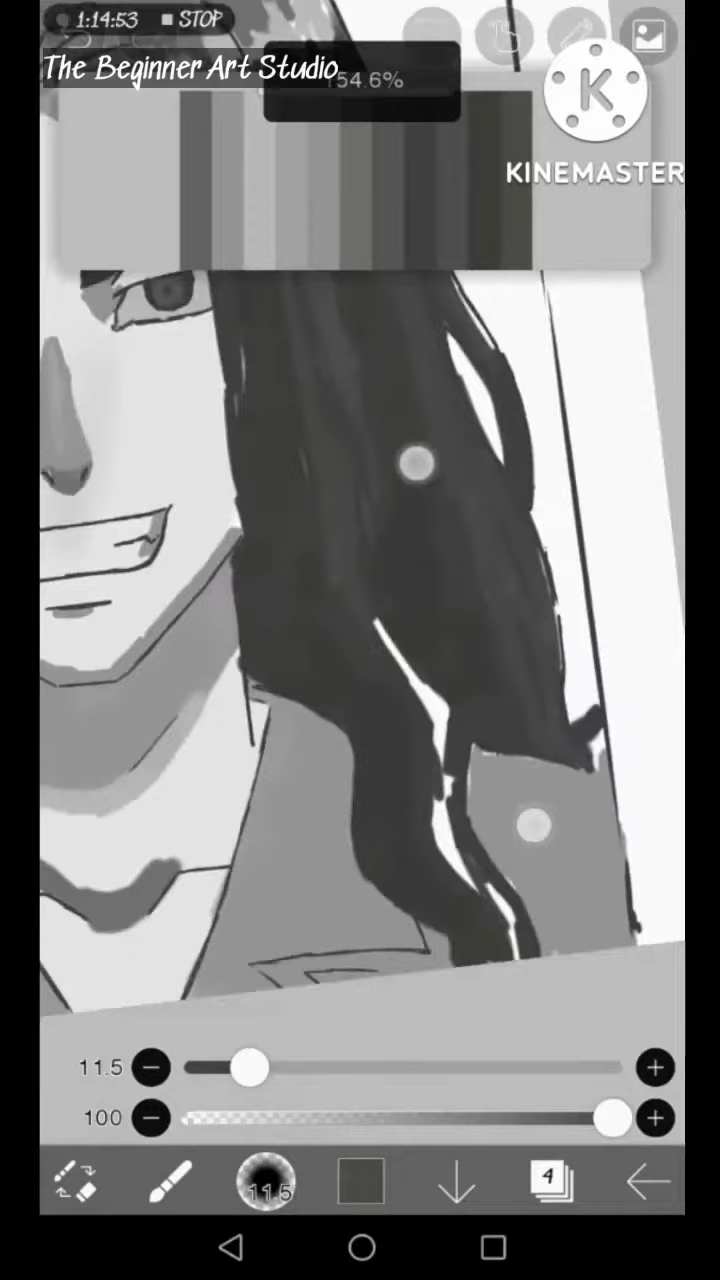 1:14:53 STOP
The Beginner Art Studio
154.6%
K
KINEMASTER
11.5
100
11.5
4